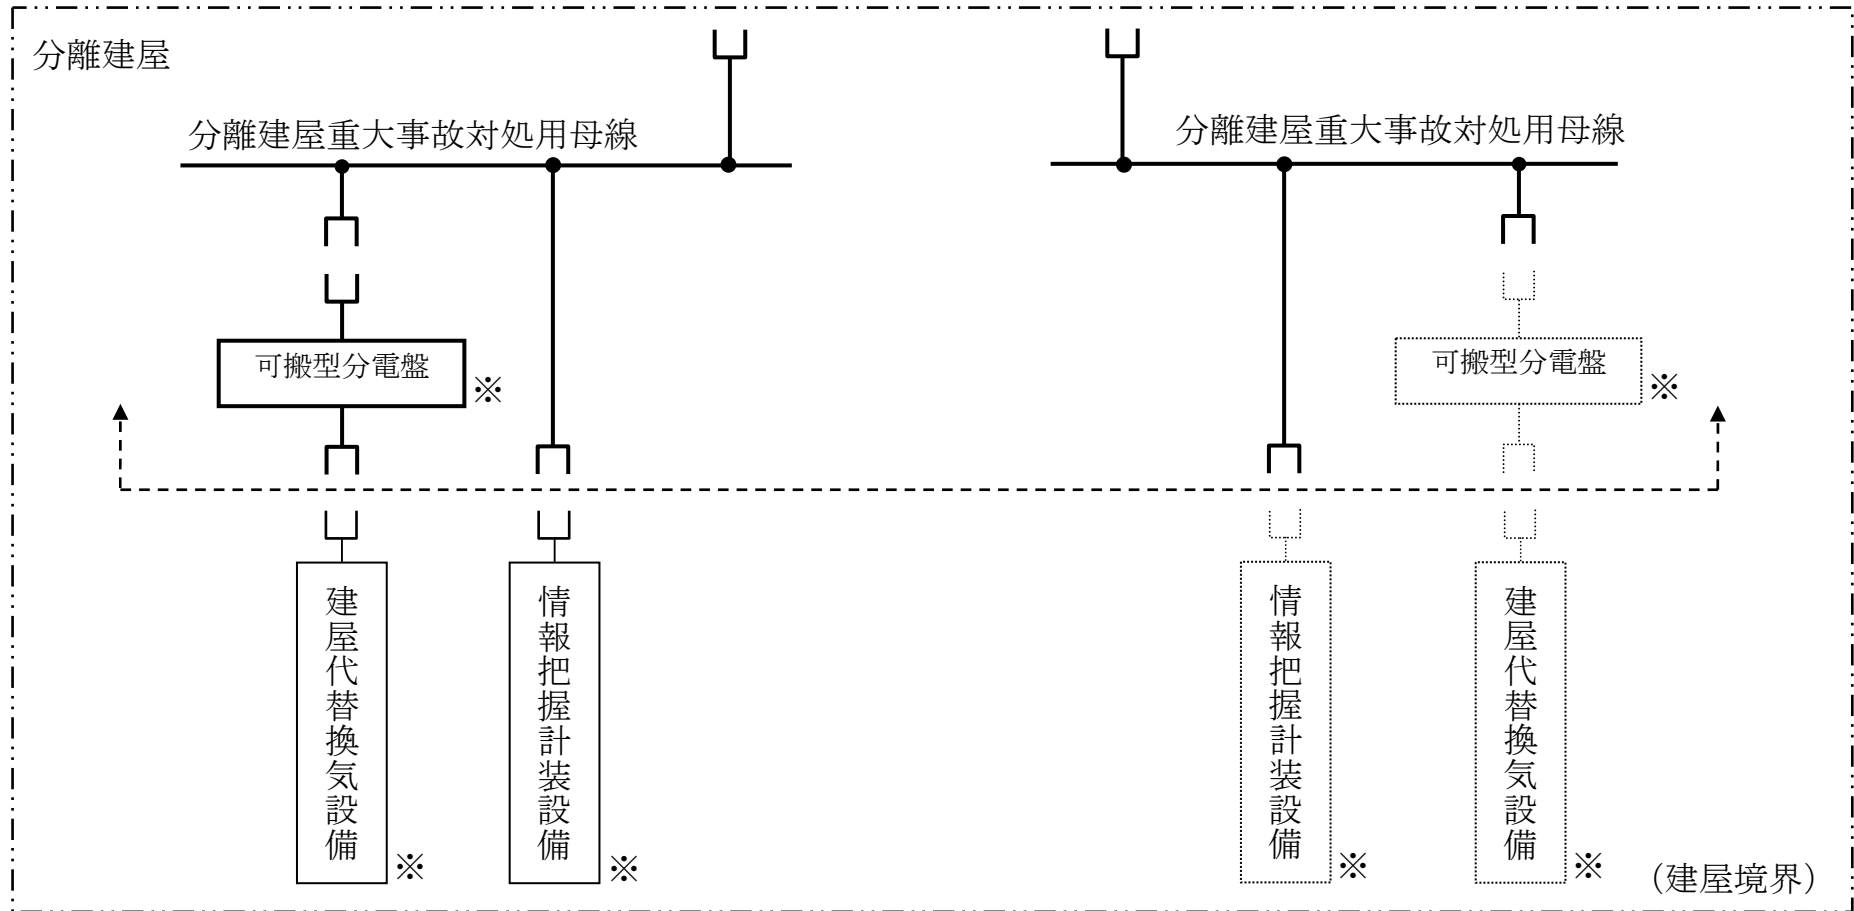 分離建屋
分離建屋重大事故対処用母線
分離建屋重大事故対処用母線
可搬型分電盤
※
可搬型分電盤
※
建屋代替換気設備
※
情報把握計装設備
※
情報把握計装設備
※
建屋代替換気設備
※
(建屋境界)